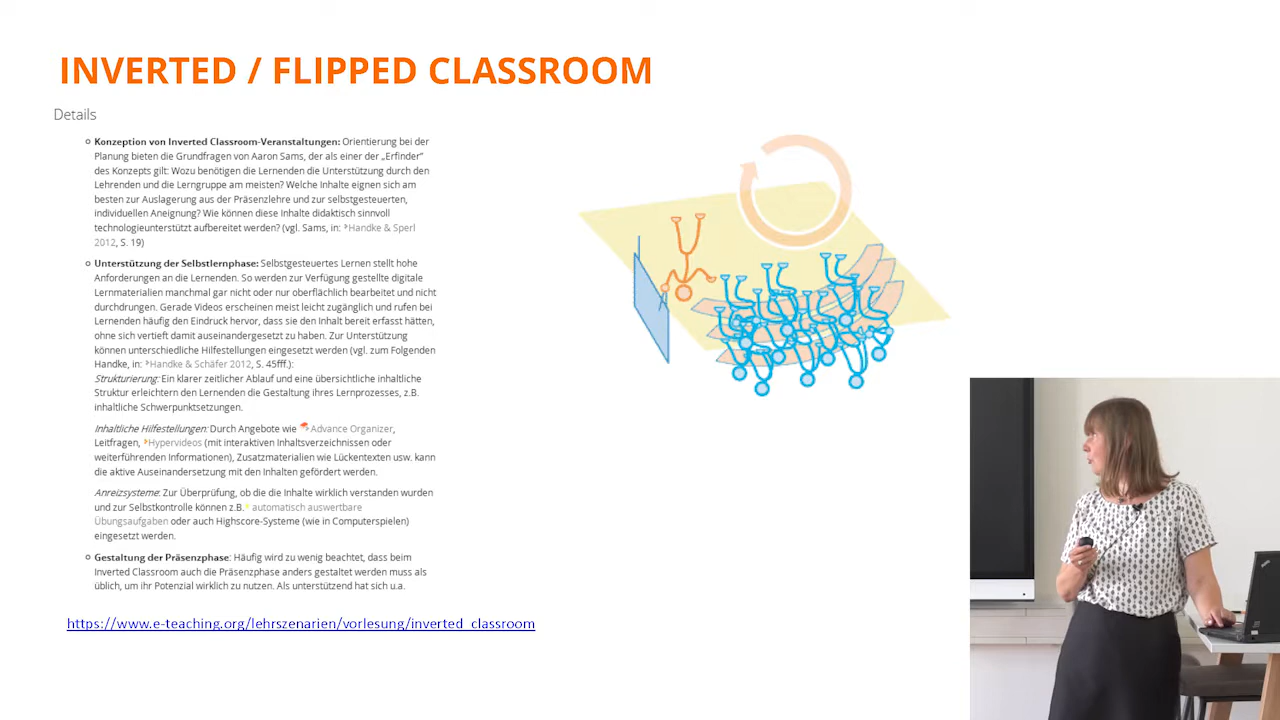 INVERTED / FLIPPED CLASSROOM
Details
Konzeption von Inverted Classroom-Veranstaltungen: Orientierung bei der
Planung bieten die Grundfragen von Aaron Sams, der als einer der „Erfinder"
des Konzepts gilt: Wozu benötigen die Lernenden die Unterstützung durch den
Lehrenden und die Lerngruppe am meisten? Welche Inhalte eignen sich am
besten zur Auslagerung aus der Präsenzlehre und zur selbstgesteuerten,
individuellen Aneignung? Wie können diese Inhalte didaktisch sinnvoll
technologieunterstützt aufbereitet werden? (vgl. Sams, in: Handke & Sperl
2012, S. 19)
Unterstützung der Selbstlernphase: Selbstgesteuertes Lernen stellt hohe
Anforderungen an die Lernenden. So werden zur Verfügung gestellte digitale
Lernmaterialien manchmal gar nicht oder nur oberflächlich bearbeitet und nicht
durchdrungen. Gerade Videos erscheinen meist leicht zugänglich und rufen bei
Lernenden häufig den Eindruck hervor, dass sie den Inhalt bereit erfasst hätten,
ohne sich vertieft damit auseinandergesetzt zu haben. Zur Unterstützung
können unterschiedliche Hilfestellungen eingesetzt werden (vgl. zum Folgenden
Handke, in: Handke & Schäfer 2012, S. 45fff.):
Strukturierung: Ein klarer zeitlicher Ablauf und eine übersichtliche inhaltliche
Struktur erleichtern den Lernenden die Gestaltung ihres Lernprozesses, z.B.
inhaltliche Schwerpunktsetzungen.
Inhaltliche Hilfestellungen: Durch Angebote wie Advance Organizer,
Leitfragen, Hypervideos (mit interaktiven Inhaltsverzeichnissen oder
weiterführenden Informationen), Zusatzmaterialien wie Lückentexten usw. kann
die aktive Auseinandersetzung mit den Inhalten gefördert werden.
Anreizsysteme: Zur Überprüfung, ob die die Inhalte wirklich verstanden wurden
und zur Selbstkontrolle können z.B. automatisch auswertbare
Übungsaufgaben oder auch Highscore-Systeme (wie in Computerspielen)
eingesetzt werden.
Gestaltung der Präsenzphase: Häufig wird zu wenig beachtet, dass beim
Inverted Classroom auch die Präsenzphase anders gestaltet werden muss als
üblich, um ihr Potenzial wirklich zu nutzen. Als unterstützend hat sich u.a.
https://www.e-teaching.org/lehrszenarien/vorlesung/inverted_classroom